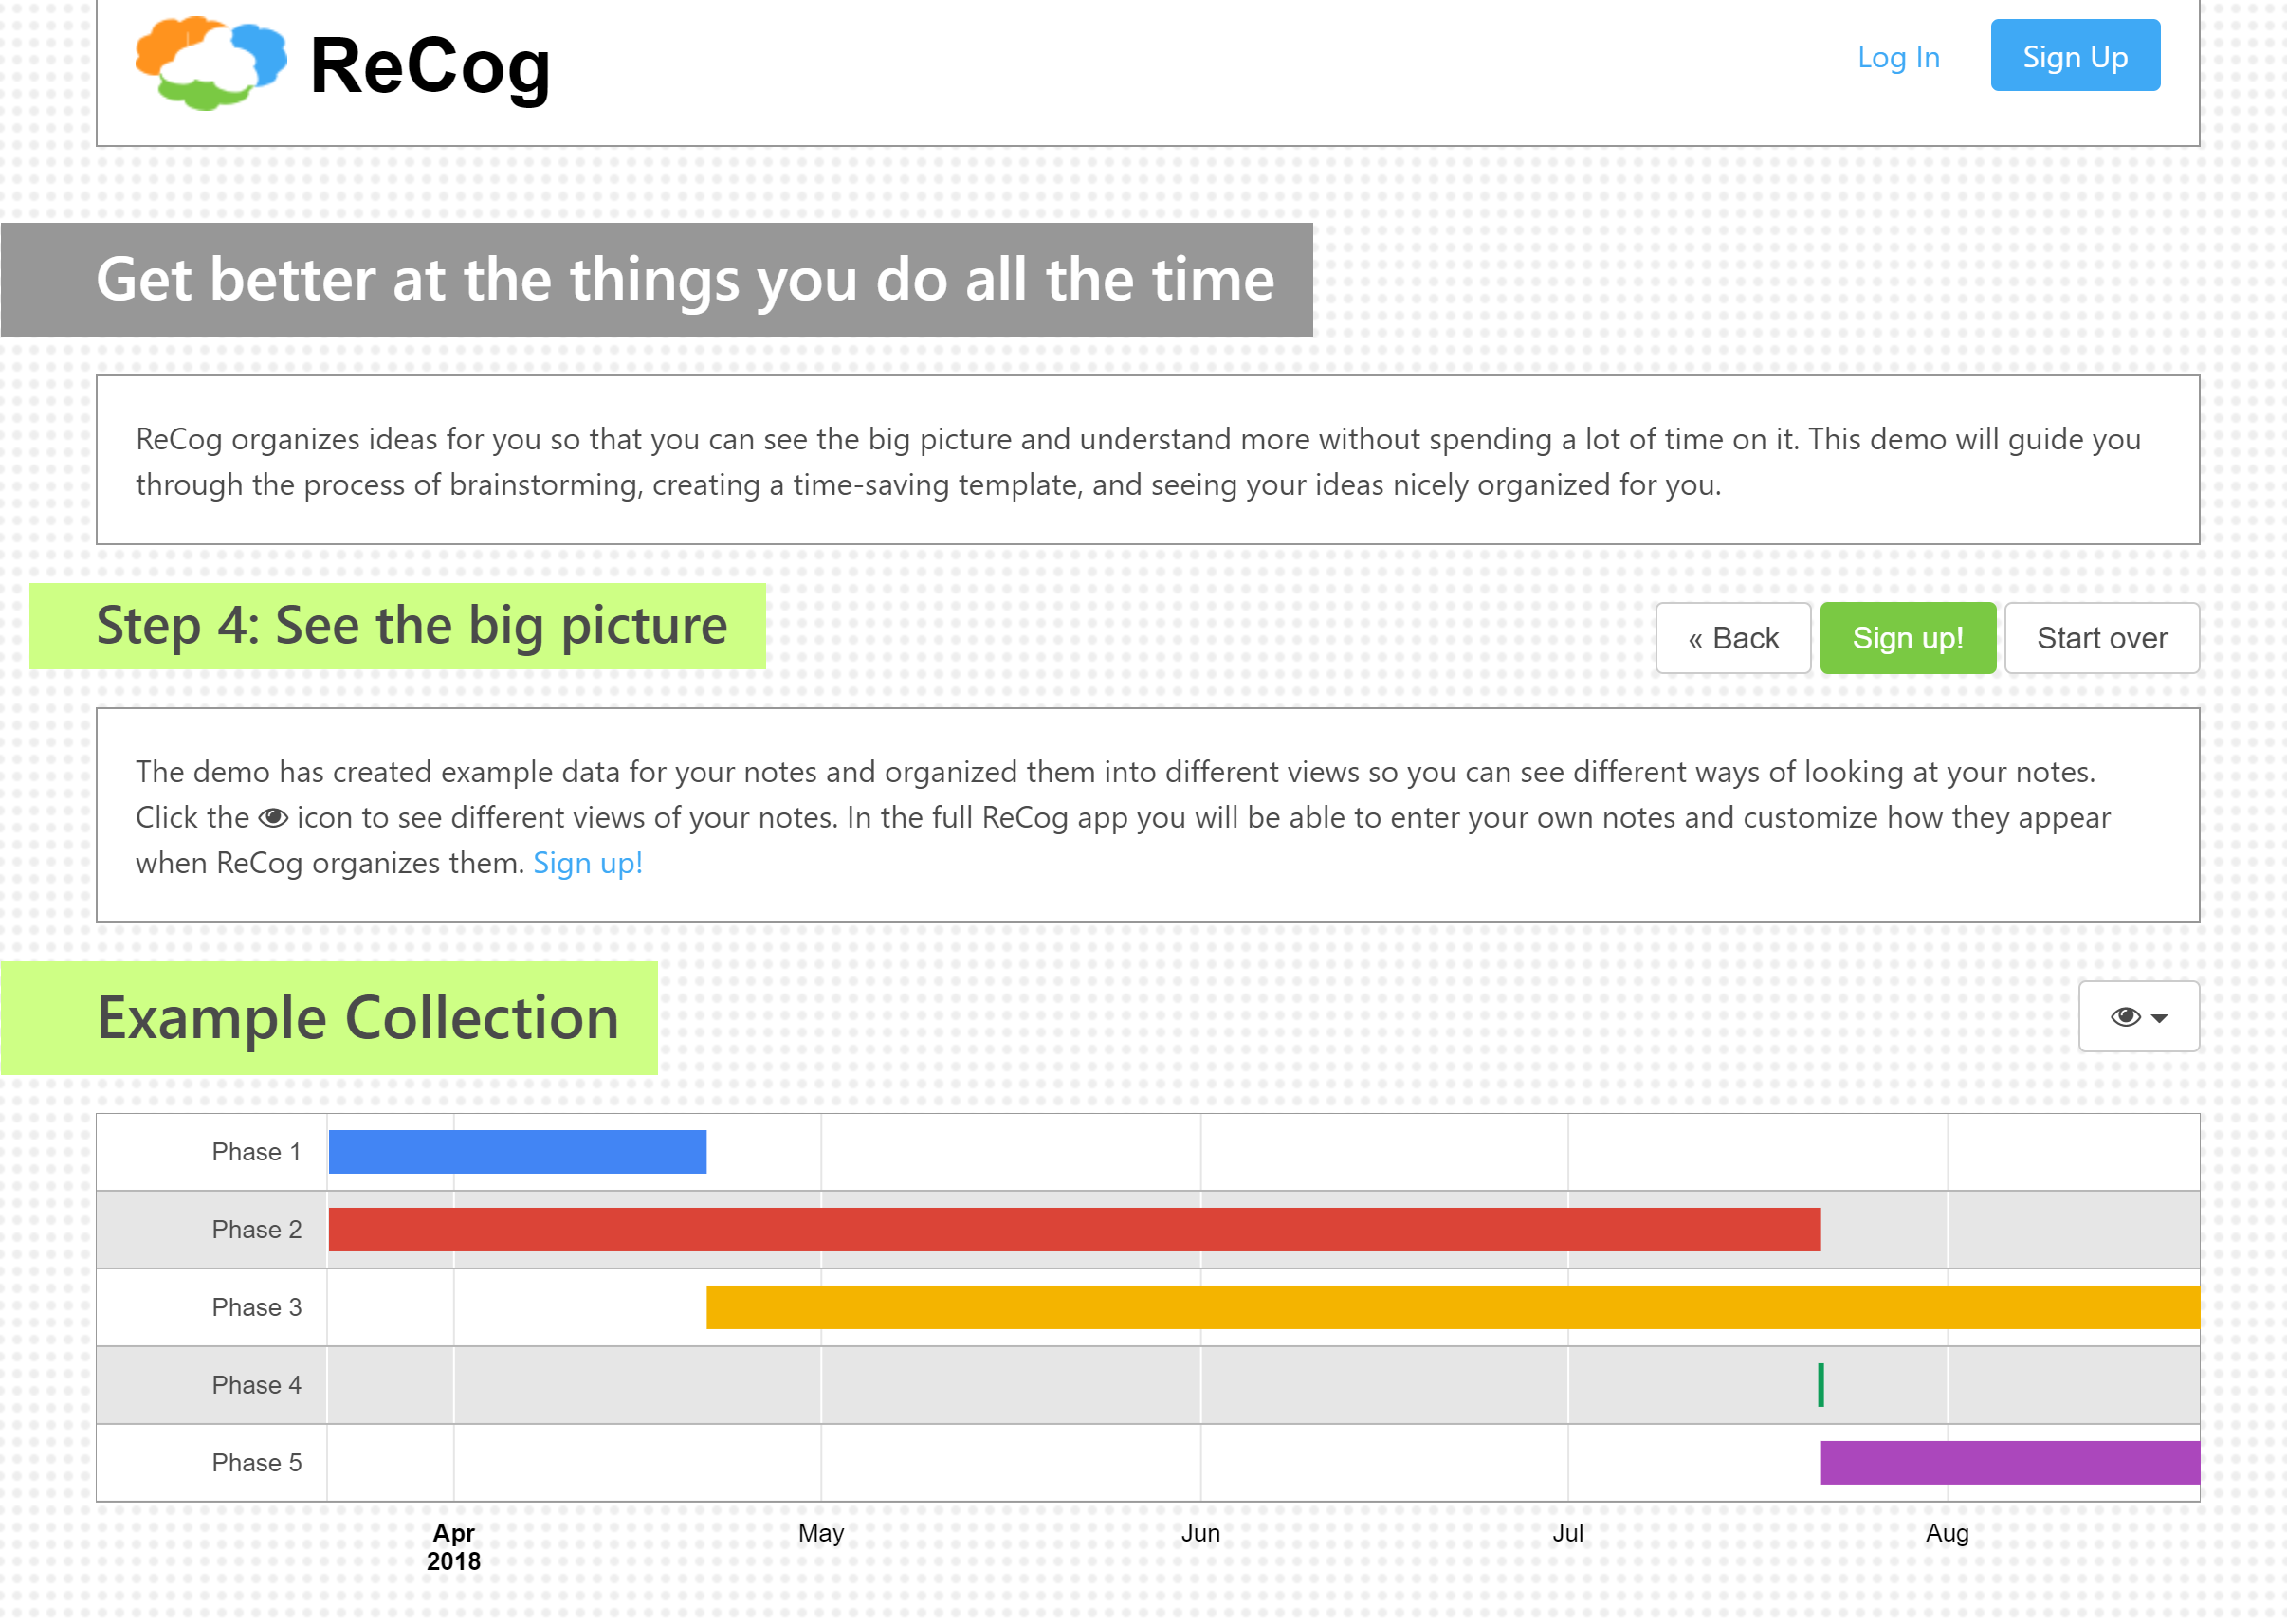 ReCog
Log In
Sign Up
Get better at the things you do all the time
ReCog organizes ideas for you so that you can see the big picture and understand more without spending a lot of time on it. This demo will guide you
through the process of brainstorming, creating a time-saving template, and seeing your ideas nicely organized for you.
Step 4: See the big picture
« Back
Sign up!
Start over
The demo has created example data for your notes and organized them into different views so you can see different ways of looking at your notes.
Click the icon to see different views of your notes. In the full ReCog app you will be able to enter your own notes and customize how they appear
when ReCog organizes them. Sign up!
Example Collection
Phase 1
Phase 2
Phase 3
Phase 4
Phase 5
Apr
2018
May
Jun
Jul
Aug